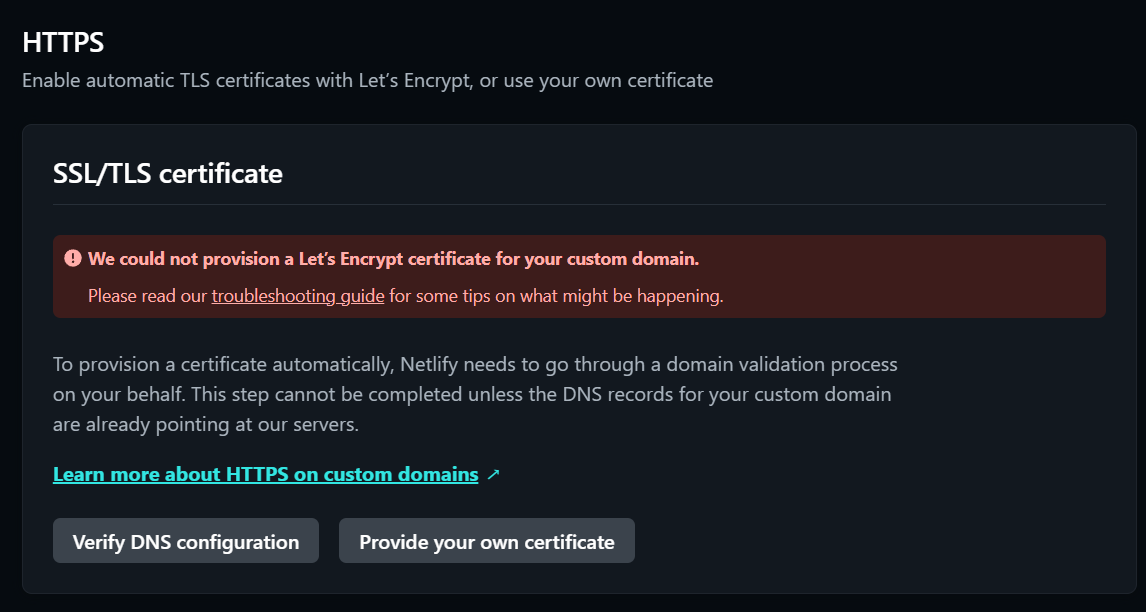 HTTPS
Enable automatic TLS certificates with Let’s Encrypt, or use your own certificate
SSL/TLS certificate
We could not provision a Let’s Encrypt certificate for your custom domain.
Please read our troubleshooting guide for some tips on what might be happening.
To provision a certificate automatically, Netlify needs to go through a domain validation process
on your behalf. This step cannot be completed unless the DNS records for your custom domain
are already pointing at our servers.
Learn more about HTTPS on custom domains ↗
Verify DNS configuration Provide your own certificate